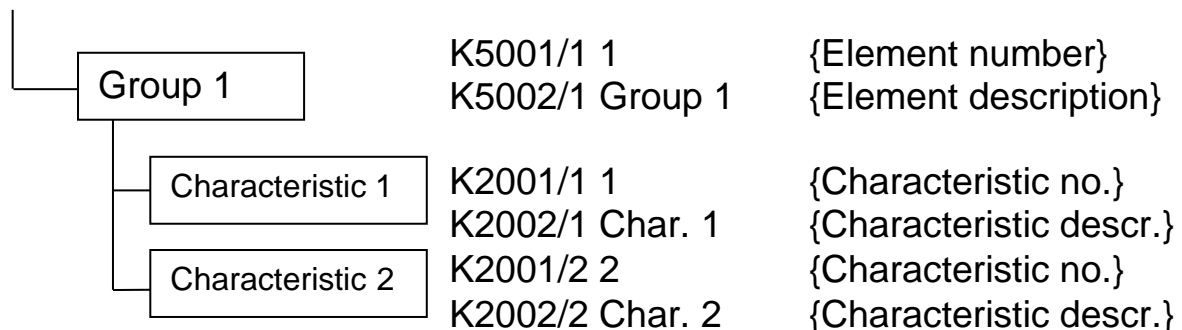 K5001/1 1 {Element number}
Group 1 K5002/1 Group 1 {Element description}
Characteristic 1 K2001/1 1 {Characteristic no.}
K2002/1 Char. 1 {Characteristic descr.}
Characteristic 2 K2001/2 2 {Characteristic no.}
K2002/2 Char. 2 {Characteristic descr.}